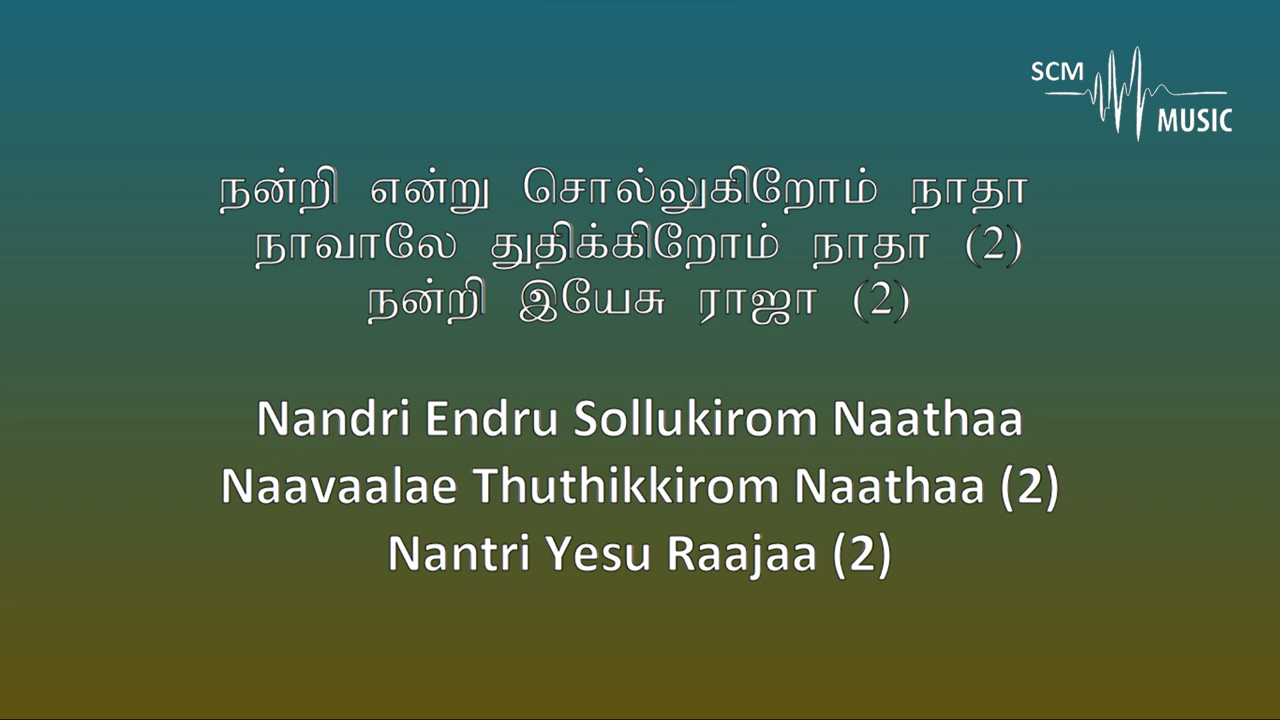 SCM
MUSIC
நன்றி என்று சொல்லுகிறோம் நாதா
நாவாலே துதிக்கிறோம் நாதா (2)
நன்றி இயேசு ராஜா (2)
Nandri Endru Sollukirom Naathaa
Naavaalae Thuthikkirom Naathaa (2)
Nantri Yesu Raajaa (2)